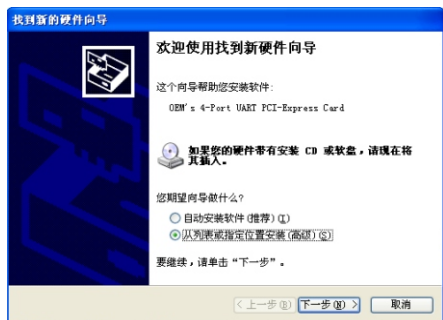 找到新的硬件向导
欢迎使用找到新硬件向导
这个向导帮助您安装软件:
OEM's 4-Port UART PCI-Express Card
如果您的硬件带有安装 CD 或软盘，请现在将
其插入。
您期望向导做什么?
自动安装软件(推荐)(I)
从列表或指定位置安装(高级)(S)
要继续，请单击“下一步”。
< 上一步(B) 下一步(N) > 取消